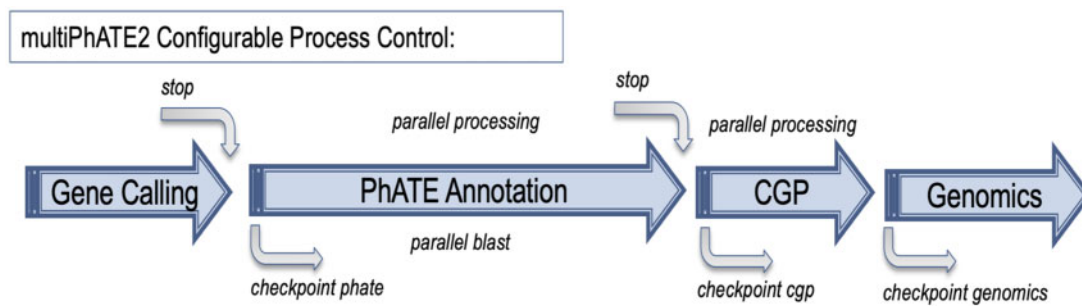 multiPhATE2 Configurable Process Control:
stop
stop
parallel processing
parallel processing
Gene Calling
PhATE Annotation
CGP
Genomics
parallel blast
checkpoint phate
checkpoint cgp
checkpoint genomics